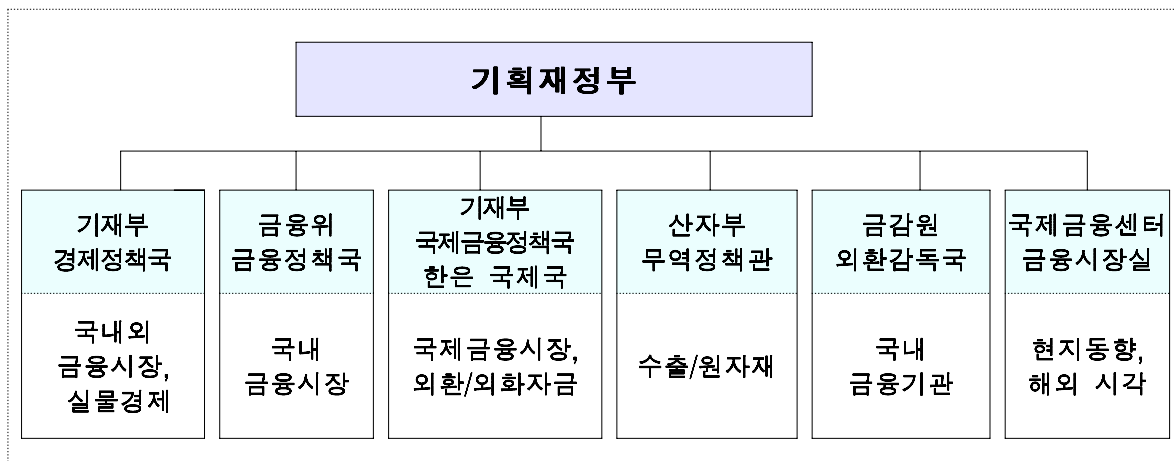 기획재정부
기재부
경제정책국
국내외
금융시장,
실물경제
금융위
금융정책국
국내
금융시장
기재부
국제금융정책국
한은 국제국
국제금융시장,
외환/외화자금
산자부
무역정책관
수출/원자재
금감원
외환감독국
국내
금융기관
국제금융센터
금융시장실
현지동향,
해외 시각